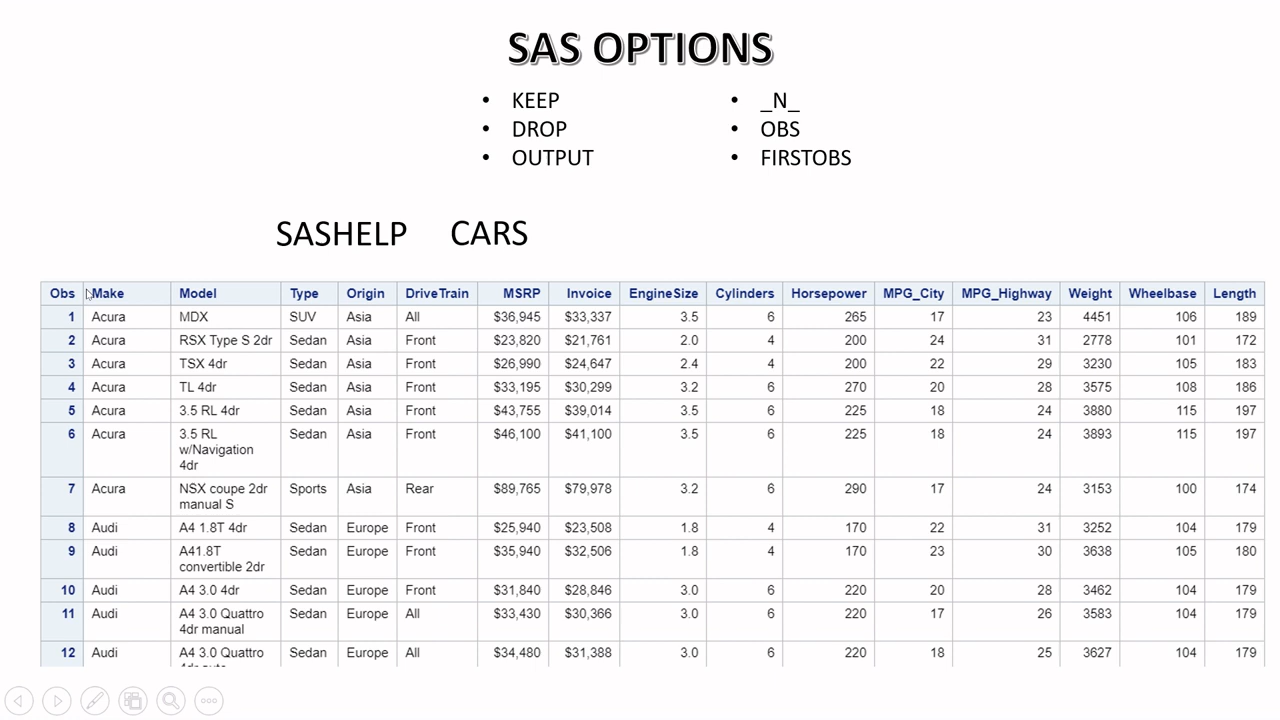 SAS OPTIONS
• KEEP
• DROP
• OUTPUT
• _N_
• OBS
• FIRSTOBS
SASHELP CARS
Obs Make Model Type Origin DriveTrain MSRP Invoice EngineSize Cylinders Horsepower MPG_City MPG_Highway Weight Wheelbase Length
1 Acura MDX SUV Asia All $36,945 $33,337 3.5 6 265 17 23 4451 106 189
2 Acura RSX Type S 2dr Sedan Asia Front $23,820 $21,761 2.0 4 200 24 31 2778 101 172
3 Acura TSX 4dr Sedan Asia Front $26,990 $24,647 2.4 4 200 22 29 3230 105 183
4 Acura TL 4dr Sedan Asia Front $33,195 $30,299 3.2 6 270 20 28 3575 108 186
5 Acura 3.5 RL 4dr Sedan Asia Front $43,755 $39,014 3.5 6 225 18 24 3880 115 197
6 Acura 3.5 RL Sedan Asia Front $46,100 $41,100 3.5 6 225 18 24 3893 115 197
w/Navigation
4dr
7 Acura NSX coupe 2dr Sports Asia Rear $89,765 $79,978 3.2 6 290 17 24 3153 100 174
manual S
8 Audi A4 1.8T 4dr Sedan Europe Front $25,940 $23,508 1.8 4 170 22 31 3252 104 179
9 Audi A41.8T Sedan Europe Front $35,940 $32,506 1.8 4 170 23 30 3638 105 180
convertible 2dr
10 Audi A4 3.0 4dr Sedan Europe Front $31,840 $28,846 3.0 6 220 20 28 3462 104 179
11 Audi A4 3.0 Quattro Sedan Europe All $33,430 $30,366 3.0 6 220 17 26 3583 104 179
4dr manual
12 Audi A4 3.0 Quattro Sedan Europe All $34,480 $31,388 3.0 6 220 18 25 3627 104 179